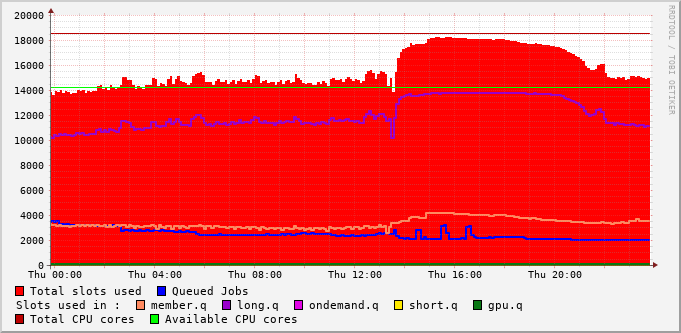 20000
18000
16000
14000
12000
10000
8000
6000
4000
2000
0
Thu 00:00 Thu 04:00 Thu 08:00 Thu 12:00 Thu 16:00 Thu 20:00
RRDTOOL / TOBI OETIKER
Total slots used Queued Jobs
Slots used in : member.q long.q ondemand.q short.q gpu.q
Total CPU cores Available CPU cores